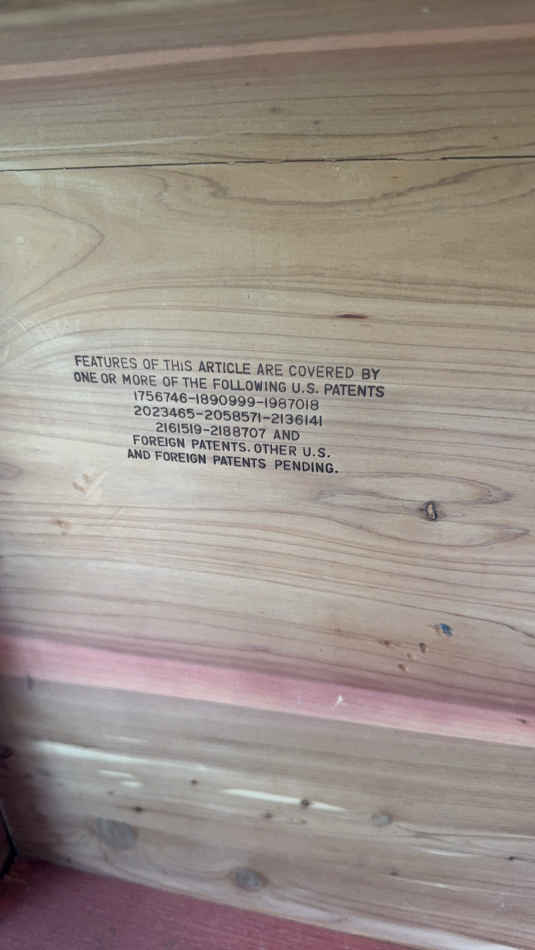 FEATURES OF THIS ARTICLE ARE COVERED BY
ONE OR MORE OF THE FOLLOWING U.S. PATENTS
1756746-1890999-1987018
2023465-2058571-2136141
2161519-2188707 AND
FOREIGN PATENTS. OTHER U.S.
AND FOREIGN PATENTS PENDING.